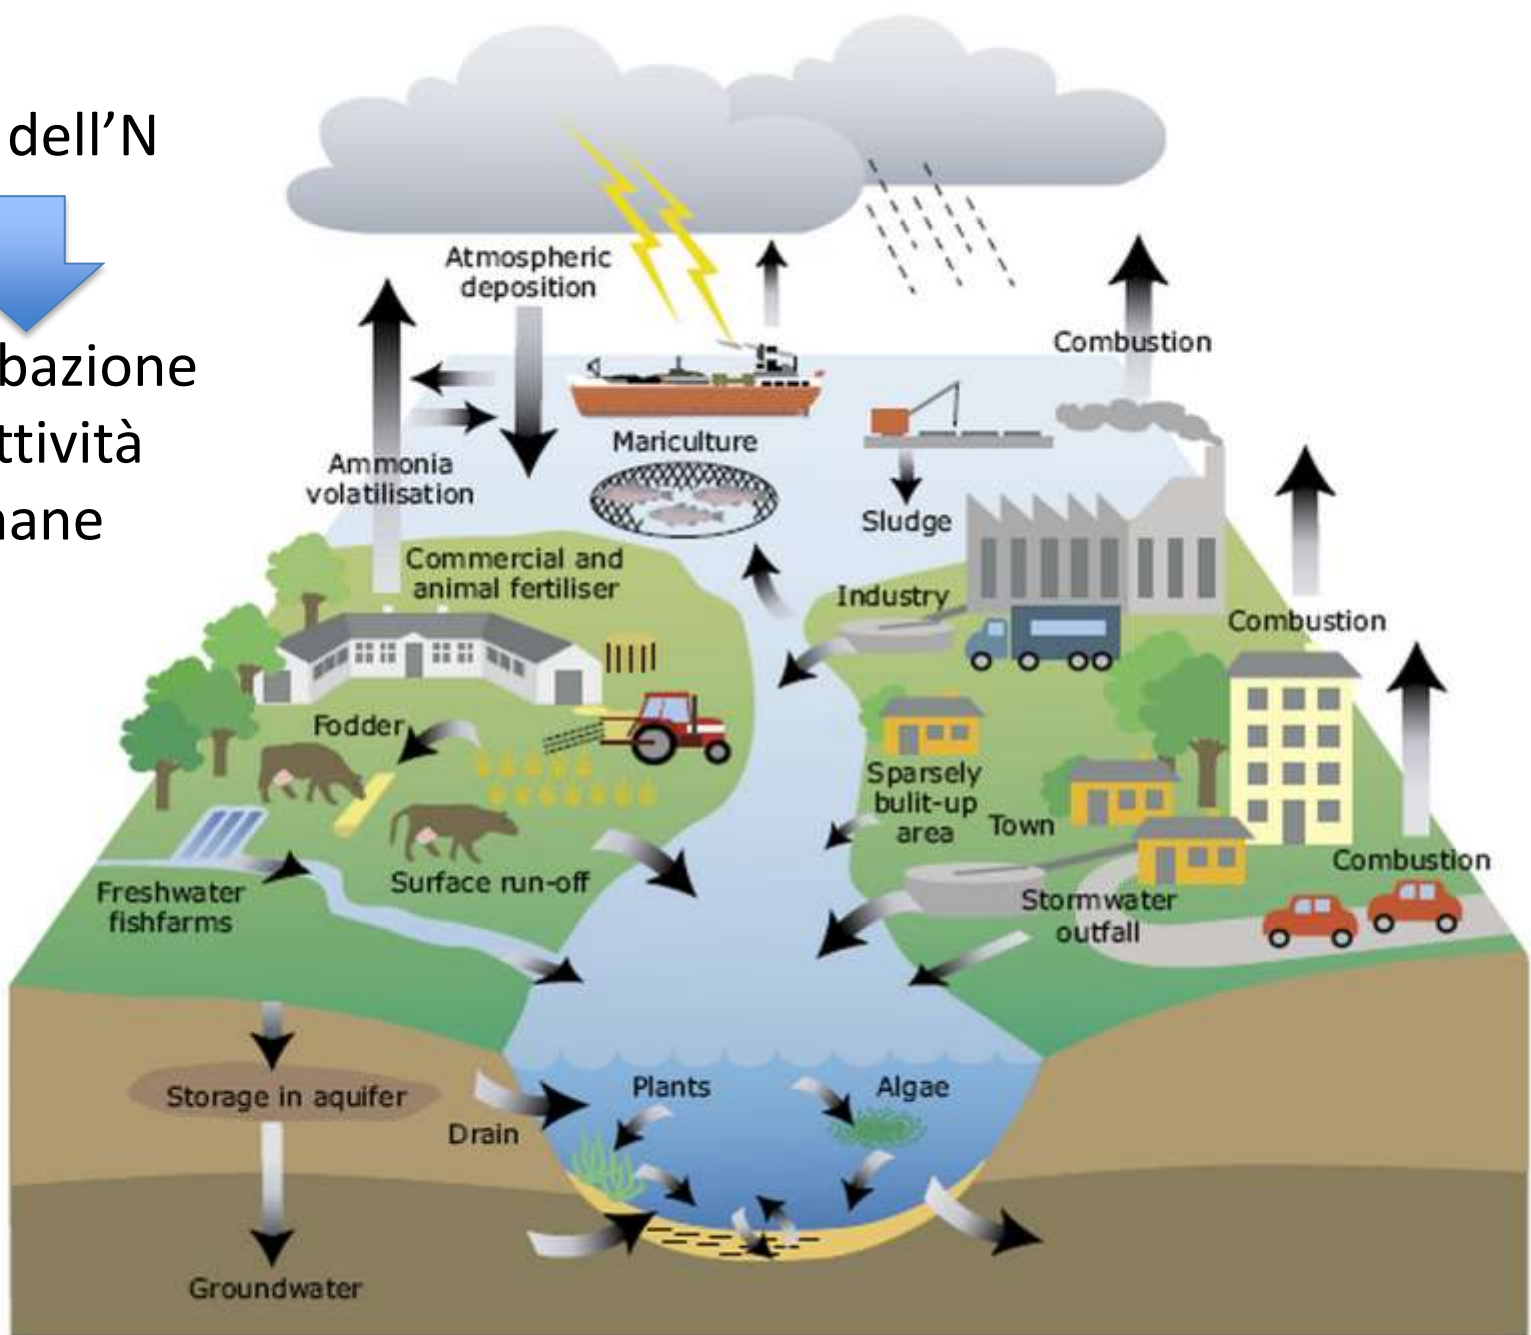 dell'N
bazione
ttività
nane
Atmospheric
deposition
Combustion
Mariculture
Ammonia
volatilisation
Sludge
Commercial and
animal fertiliser
Industry
Combustion
Fodder
Sparsely
bulit-up
area
Town
Combustion
Surface run-off
Freshwater
fishfarms
Stormwater
outfall
Plants
Algae
Storage in aquifer
Drain
Groundwater